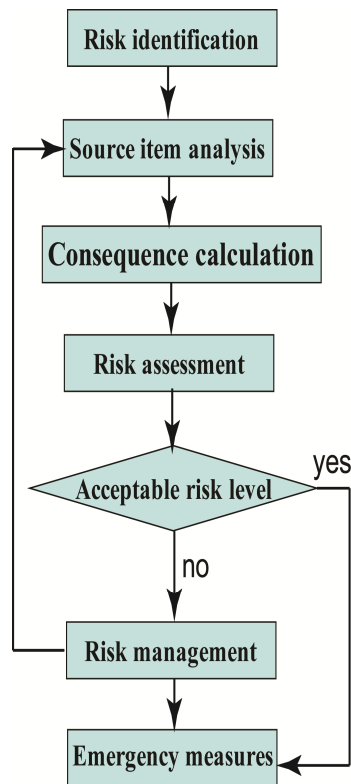 Risk identification
Source item analysis
Consequence calculation
Risk assessment
Acceptable risk level
yes
no
Risk management
Emergency measures